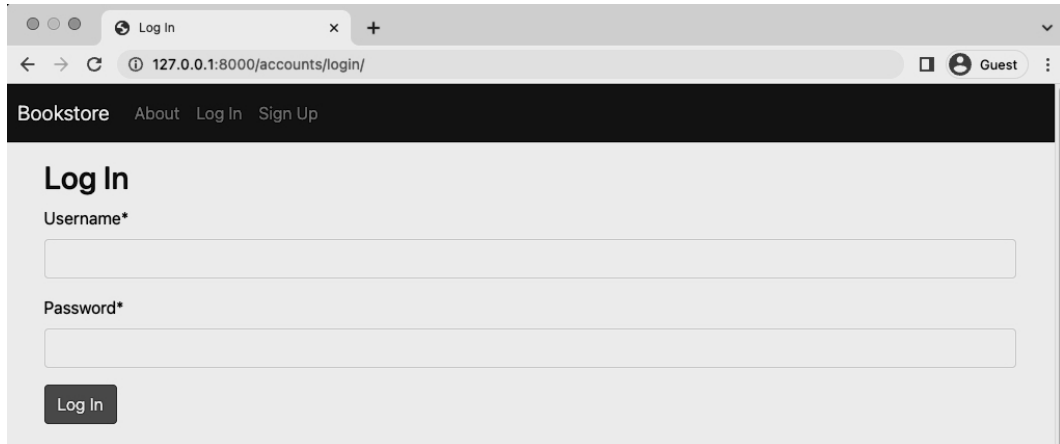 Log In
127.0.0.1:8000/accounts/login/ Guest
Bookstore About Log In Sign Up
Log In
Username*
Password*
Log In